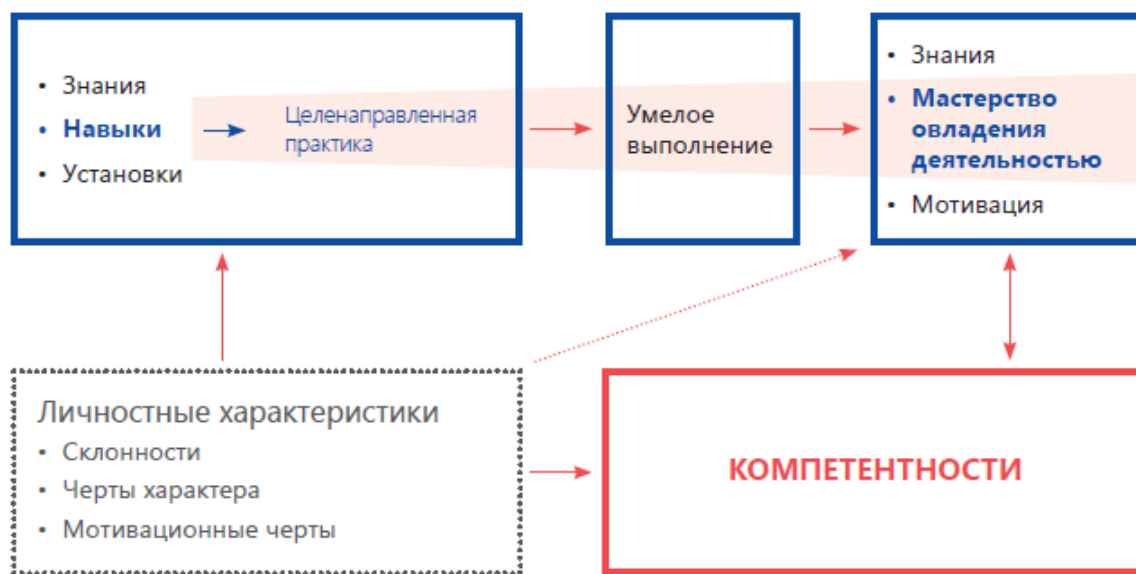 • Знания
• Навыки
• Установки
Целенаправленная
практика
Умелое
выполнение
• Знания
• Мастерство
овладения
деятельностью
• Мотивация
Личностные характеристики
• Склонности
• Черты характера
• Мотивационные черты
КОМПЕТЕНТНОСТИ